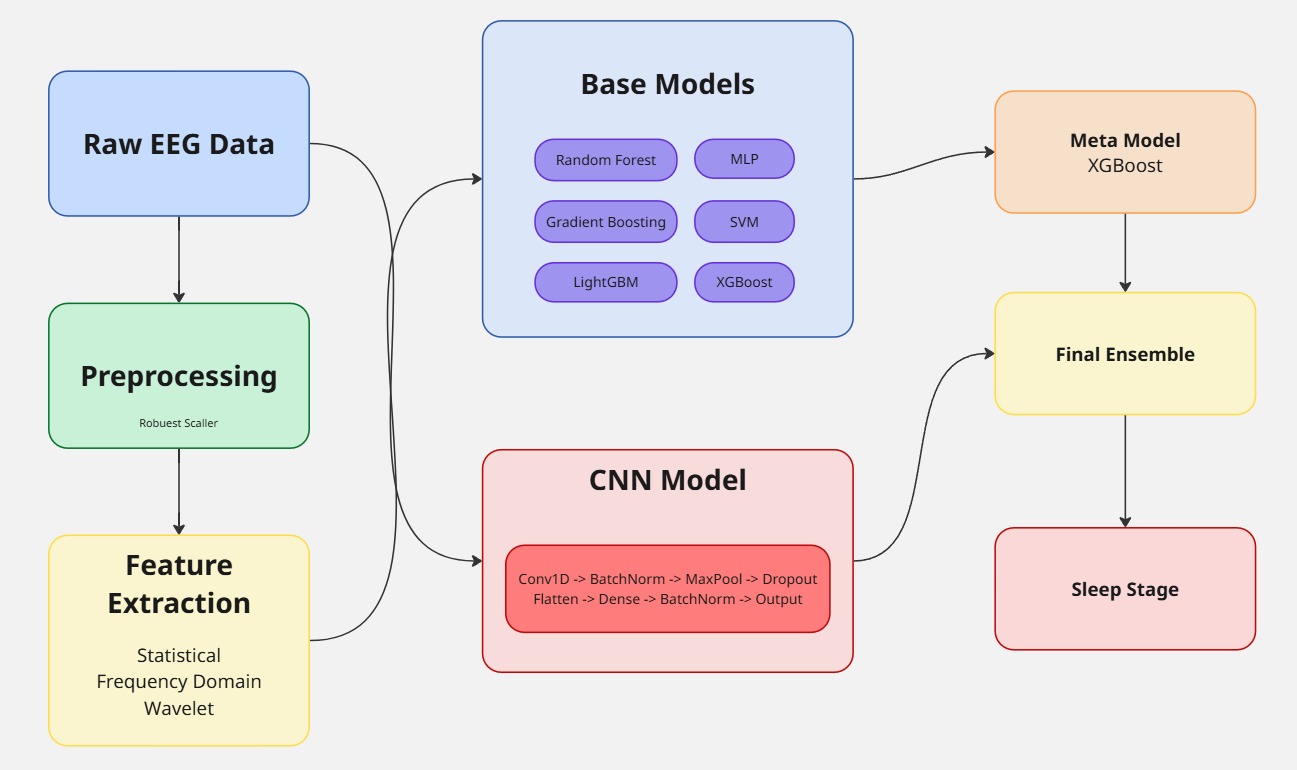 Raw EEG Data
Preprocessing
Robuest Scaller
Feature
Extraction
Statistical
Frequency Domain
Wavelet
Base Models
Random Forest
MLP
Gradient Boosting
SVM
LightGBM
XGBoost
CNN Model
Conv1D -> BatchNorm -> MaxPool -> Dropout
Flatten -> Dense -> BatchNorm -> Output
Meta Model
XGBoost
Final Ensemble
Sleep Stage